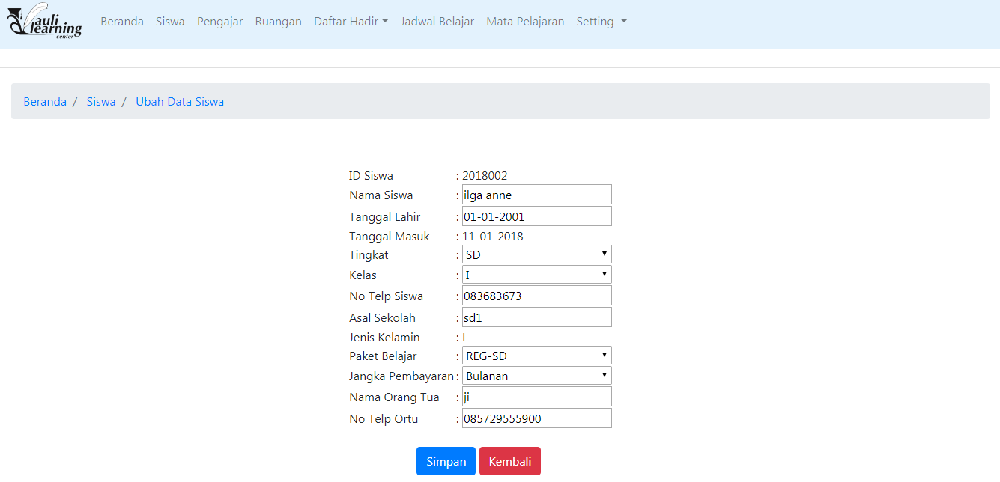 auli learning center
Beranda Siswa Pengajar Ruangan Daftar Hadir Jadwal Belajar Mata Pelajaran Setting
Beranda / Siswa / Ubah Data Siswa
ID Siswa : 2018002
Nama Siswa : ilga anne
Tanggal Lahir : 01-01-2001
Tanggal Masuk : 11-01-2018
Tingkat : SD
Kelas : I
No Telp Siswa : 083683673
Asal Sekolah : sd1
Jenis Kelamin : L
Paket Belajar : REG-SD
Jangka Pembayaran : Bulanan
Nama Orang Tua : ji
No Telp Ortu : 085729555900
Simpan Kembali